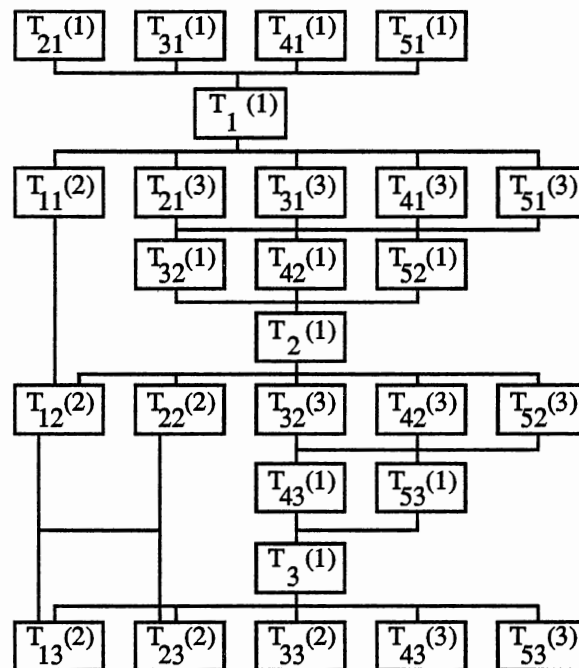 T21(1) T31(1) T41(1) T51(1)
T1(1)
T11(2) T21(3) T31(3) T41(3) T51(3)
T32(1) T42(1) T52(1)
T2(1)
T12(2) T22(2) T32(3) T42(3) T52(3)
T43(1) T53(1)
T3(1)
T13(2) T23(2) T33(2) T43(3) T53(3)